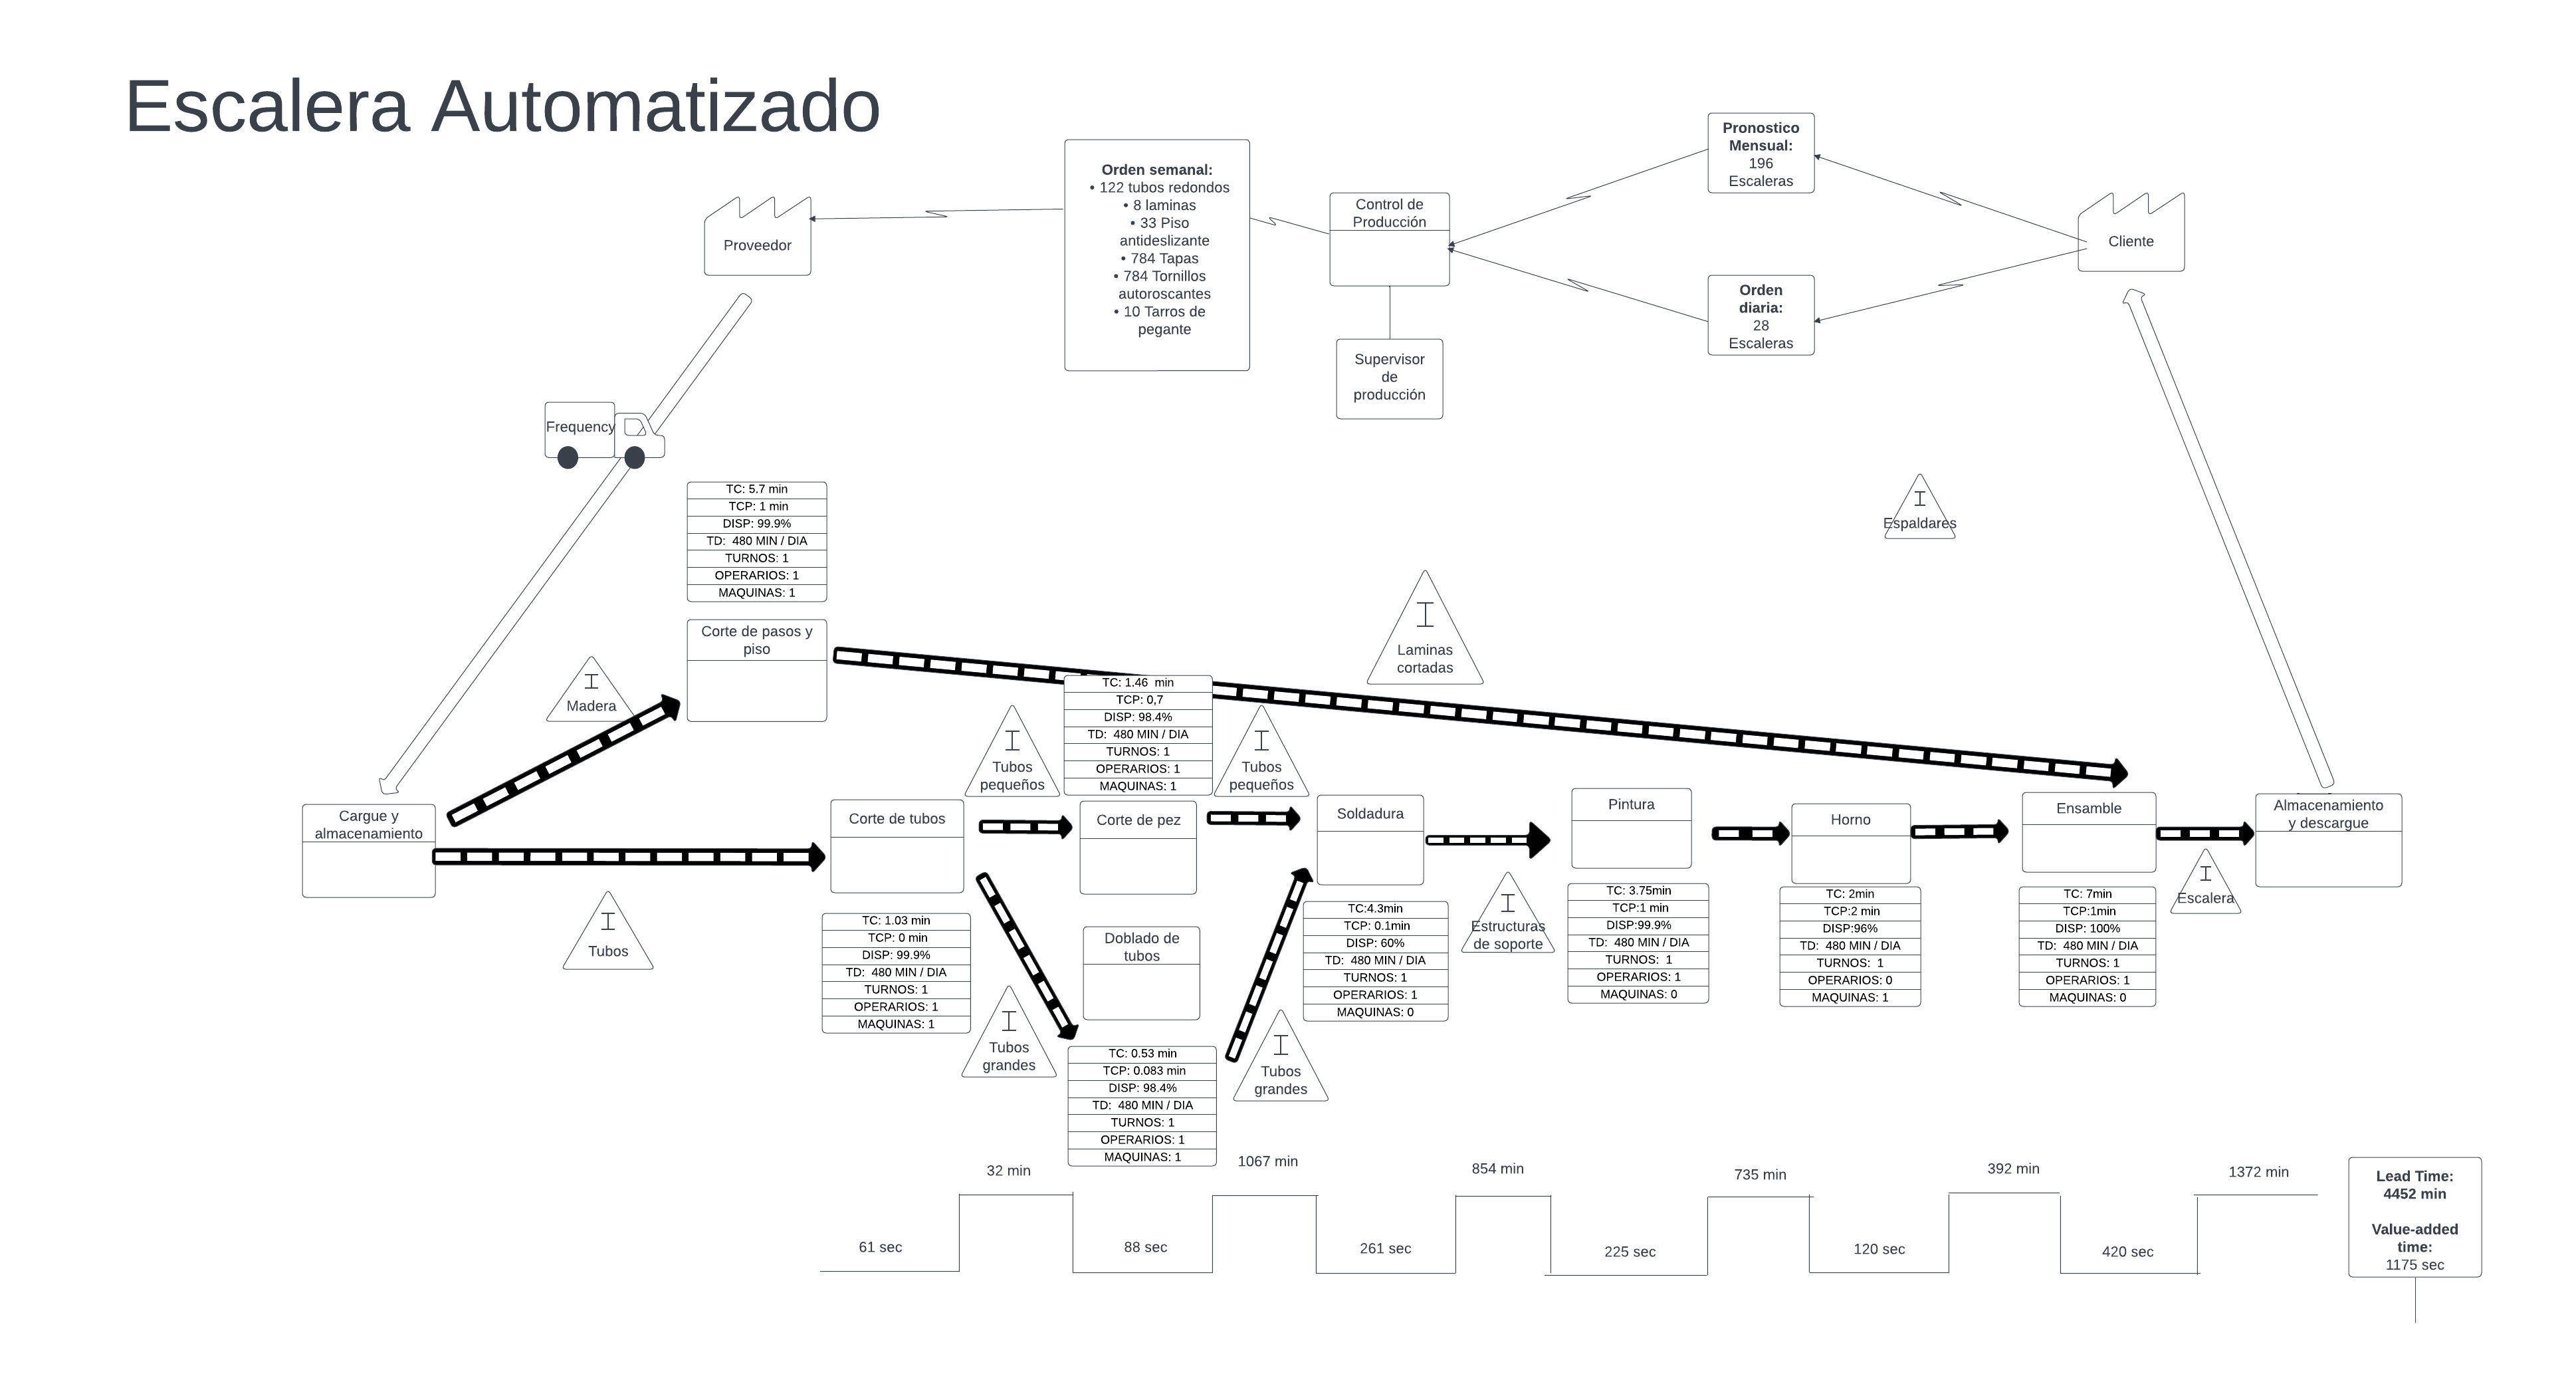 Escalera Automatizado
Pronostico
Mensual:
196
Escaleras
Orden semanal:
• 122 tubos redondos
• 8 laminas
• 33 Piso
antideslizante
• 784 Tapas
• 784 Tornillos
autoroscantes
• 10 Tarros de
pegante
Control de
Producción
Proveedor
Cliente
Orden
diaria:
28
Escaleras
Supervisor
de
producción
Frequency
TC: 5.7 min
TCP: 1 min
DISP: 99.9%
TD: 480 MIN / DIA
TURNOS: 1
OPERARIOS: 1
MAQUINAS: 1
Espaldares
Corte de pasos y
piso
Laminas
cortadas
Madera
TC: 1.46 min
TCP: 0,7
DISP: 98.4%
TD: 480 MIN / DIA
TURNOS: 1
OPERARIOS: 1
MAQUINAS: 1
Tubos
pequeños
Tubos
pequeños
Cargue y
almacenamiento
Corte de tubos
Corte de pez
Soldadura
Pintura
Horno
Ensamble
Almacenamiento
y descargue
Tubos
TC: 1.03 min
TCP: 0 min
DISP: 99.9%
TD: 480 MIN / DIA
TURNOS: 1
OPERARIOS: 1
MAQUINAS: 1
Doblado de
tubos
TC:4.3min
TCP: 0.1min
DISP: 60%
TD: 480 MIN / DIA
TURNOS: 1
OPERARIOS: 1
MAQUINAS: 0
Estructuras
de soporte
TC: 3.75min
TCP:1 min
DISP:99.9%
TD: 480 MIN / DIA
TURNOS: 1
OPERARIOS: 1
MAQUINAS: 0
TC: 2min
TCP:2 min
DISP:96%
TD: 480 MIN / DIA
TURNOS: 1
OPERARIOS: 0
MAQUINAS: 1
TC: 7min
TCP:1min
DISP: 100%
TD: 480 MIN / DIA
TURNOS: 1
OPERARIOS: 1
MAQUINAS: 0
Escalera
Tubos
grandes
TC: 0.53 min
TCP: 0.083 min
DISP: 98.4%
TD: 480 MIN / DIA
TURNOS: 1
OPERARIOS: 1
MAQUINAS: 1
Tubos
grandes
32 min
1067 min
854 min
735 min
392 min
1372 min
61 sec
88 sec
261 sec
225 sec
120 sec
420 sec
Lead Time:
4452 min
Value-added
time:
1175 sec